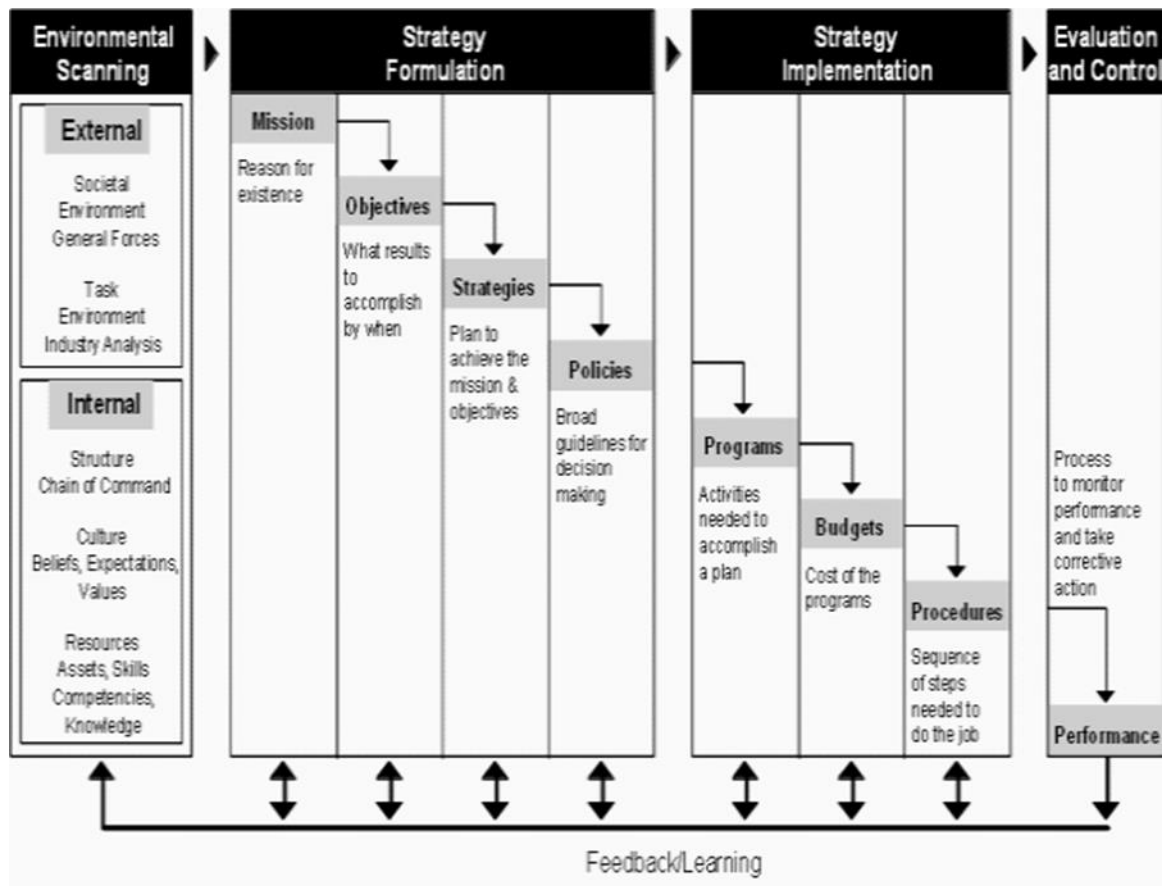 Environmental
Scanning
Strategy
Formulation
Strategy
Implementation
Evaluation
and Control
External
Societal
Environment
General Forces
Task
Environment
Industry Analysis
Internal
Structure
Chain of Command
Culture
Beliefs, Expectations,
Values
Resources
Assets, Skills
Competencies,
Knowledge
Mission
Reason for
existence
Objectives
What results
to
accomplish
by when
Strategies
Plan to
achieve the
mission &
objectives
Policies
Broad
guidelines for
decision
making
Programs
Activities
needed to
accomplish
a plan
Budgets
Cost of the
programs
Procedures
Sequence
of steps
needed to
do the job
Process
to monitor
performance
and take
corrective
action
Performance
Feedback/Learning